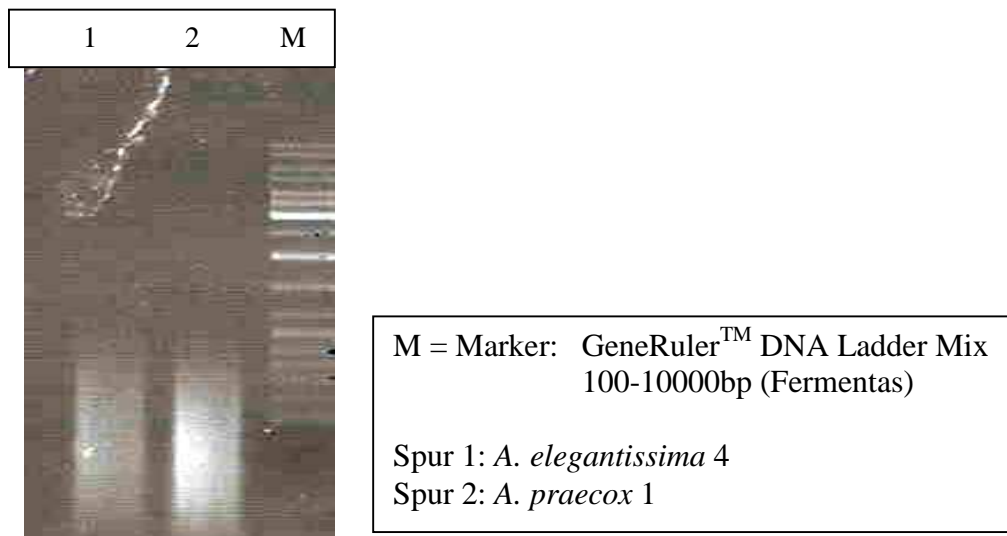 1 2 M
M = Marker: GeneRuler™ DNA Ladder Mix
100-10000bp (Fermentas)
Spur 1: A. elegantissima 4
Spur 2: A. praecox 1